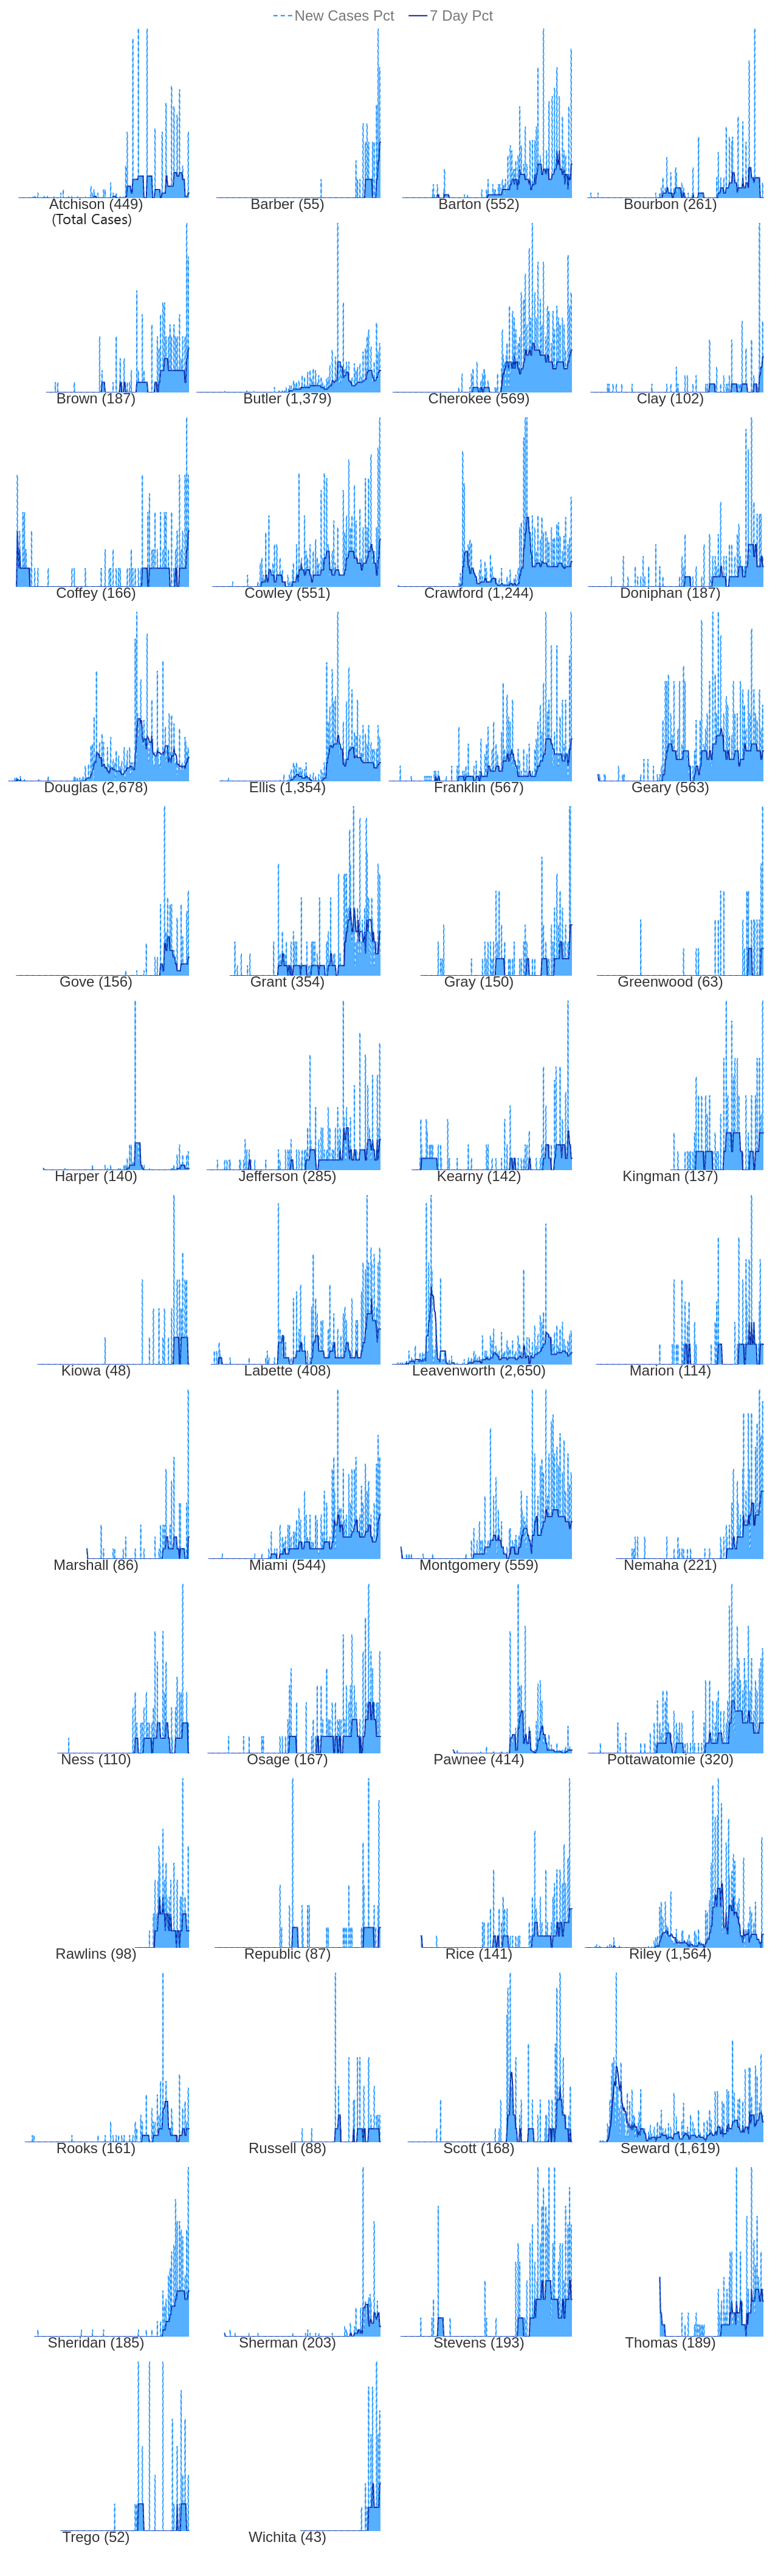 New Cases Pct 7 Day Pct
Atchison (449) Barber (55) Barton (552) Bourbon (261)
(Total Cases)
Brown (187) Butler (1,379) Cherokee (569) Clay (102)
Coffey (166) Cowley (551) Crawford (1,244) Doniphan (187)
Douglas (2,678) Ellis (1,354) Franklin (567) Geary (563)
Gove (156) Grant (354) Gray (150) Greenwood (63)
Harper (140) Jefferson (285) Kearny (142) Kingman (137)
Kiowa (48) Labette (408) Leavenworth (2,650) Marion (114)
Marshall (86) Miami (544) Montgomery (559) Nemaha (221)
Ness (110) Osage (167) Pawnee (414) Pottawatomie (320)
Rawlins (98) Republic (87) Rice (141) Riley (1,564)
Rooks (161) Russell (88) Scott (168) Seward (1,619)
Sheridan (185) Sherman (203) Stevens (193) Thomas (189)
Trego (52) Wichita (43)